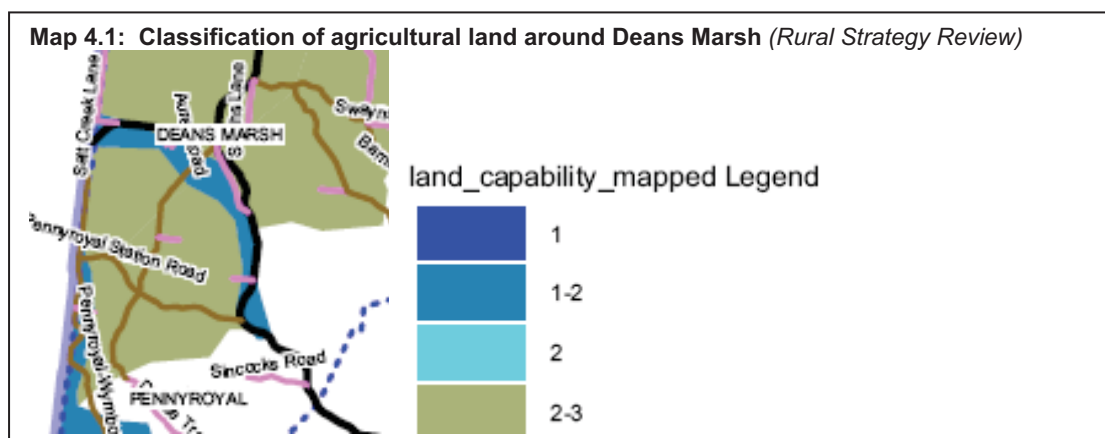 Map 4.1: Classification of agricultural land around Deans Marsh (Rural Strategy Review)
Salt Creek Lane
Lane
DEANS MARSH
Pennyroyal Station Road
Sincocks Road
PENNYROYAL
land_capability_mapped Legend
1
1-2
2
2-3